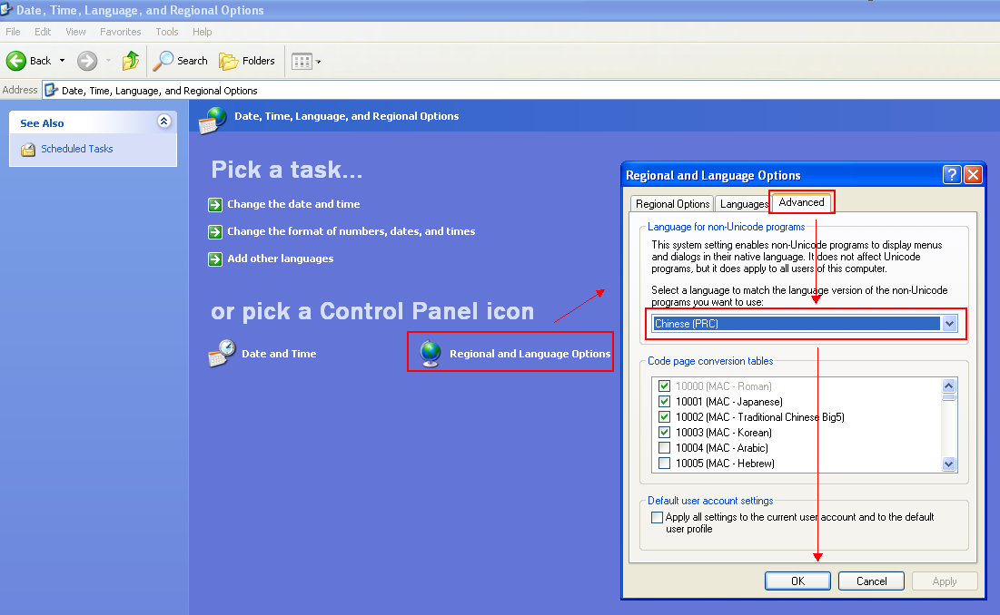 Date, Time, Language, and Regional Options
File Edit View Favorites Tools Help
Back Search Folders
Address Date, Time, Language, and Regional Options
See Also
Scheduled Tasks
Date, Time, Language, and Regional Options
Pick a task...
Change the date and time
Change the format of numbers, dates, and times
Add other languages
or pick a Control Panel icon
Date and Time
Regional and Language Options
Regional and Language Options
Regional Options Languages Advanced
Language for non-Unicode programs
This system setting enables non-Unicode programs to display menus
and dialogs in their native language. It does not affect Unicode
programs, but it does apply to all users of this computer.
Select a language to match the language version of the non-Unicode
programs you want to use:
Chinese (PRC)
Code page conversion tables
10000 (MAC - Roman)
10001 (MAC - Japanese)
10002 (MAC - Traditional Chinese Big5)
10003 (MAC - Korean)
10004 (MAC - Arabic)
10005 (MAC - Hebrew)
Default user account settings
Apply all settings to the current user account and to the default
user profile
OK Cancel Apply